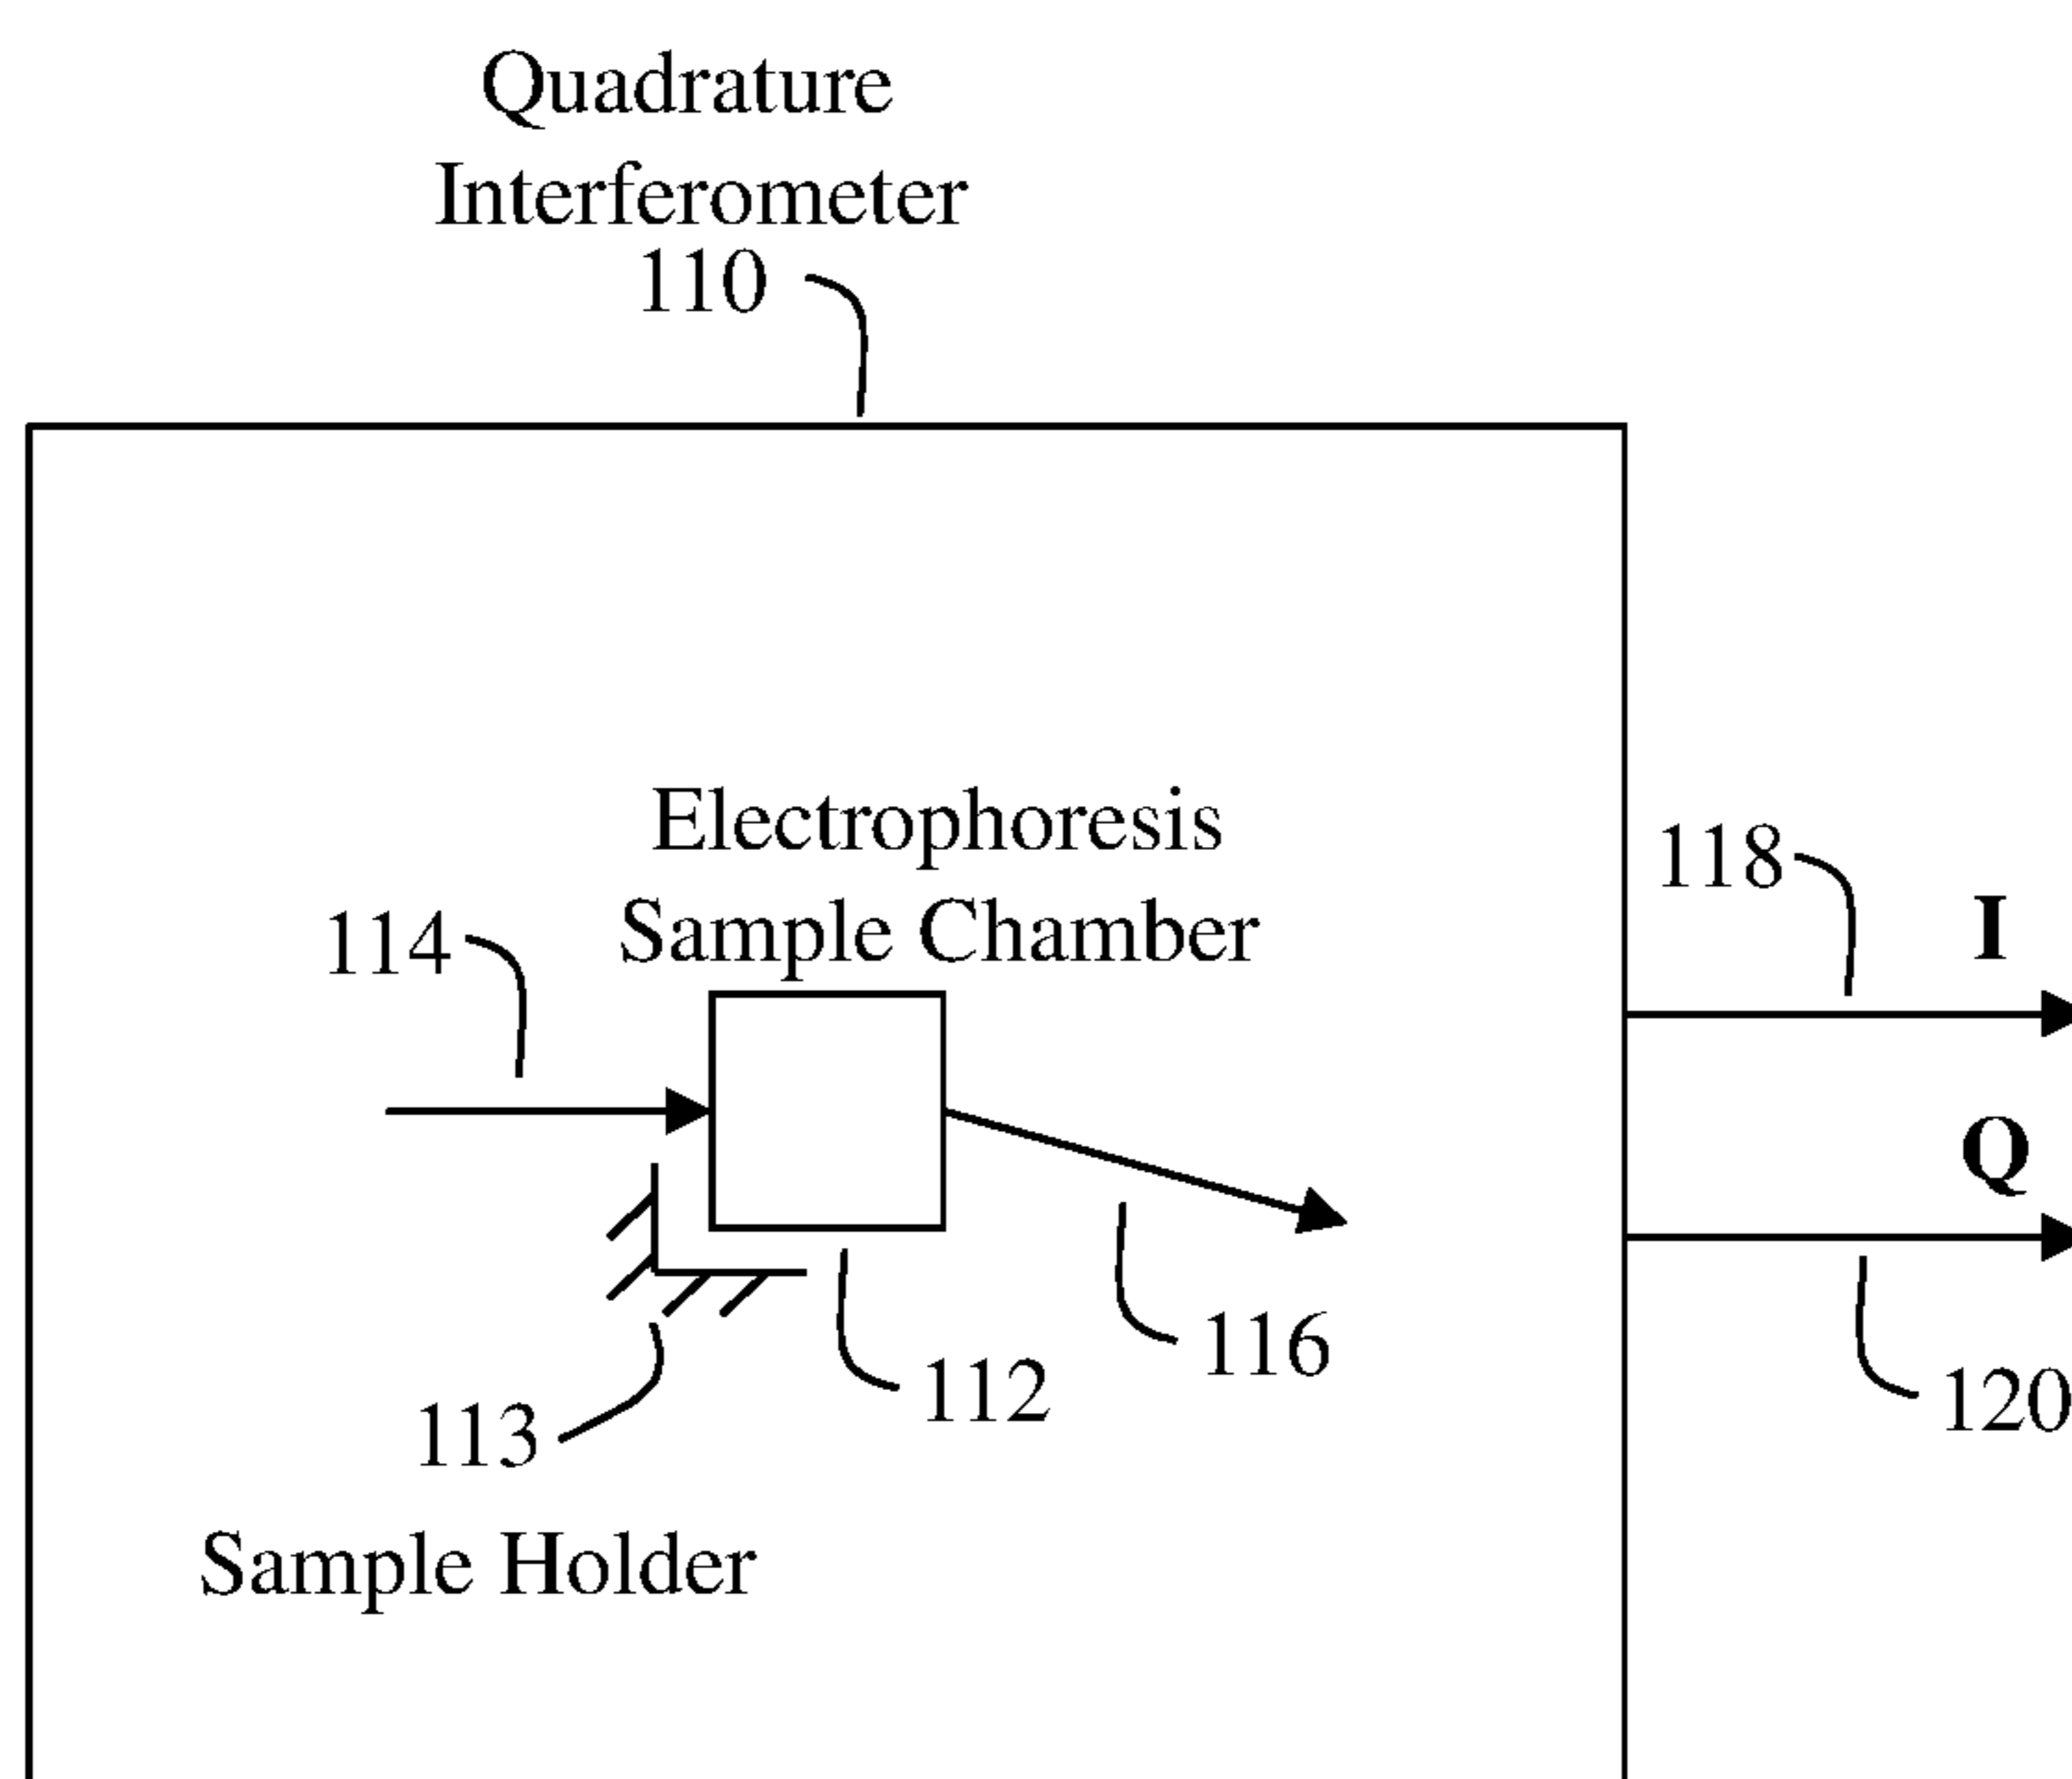 Quadrature
Interferometer
110
Electrophoresis
Sample Chamber
118
I
114
Q
116
112
120
113
Sample Holder